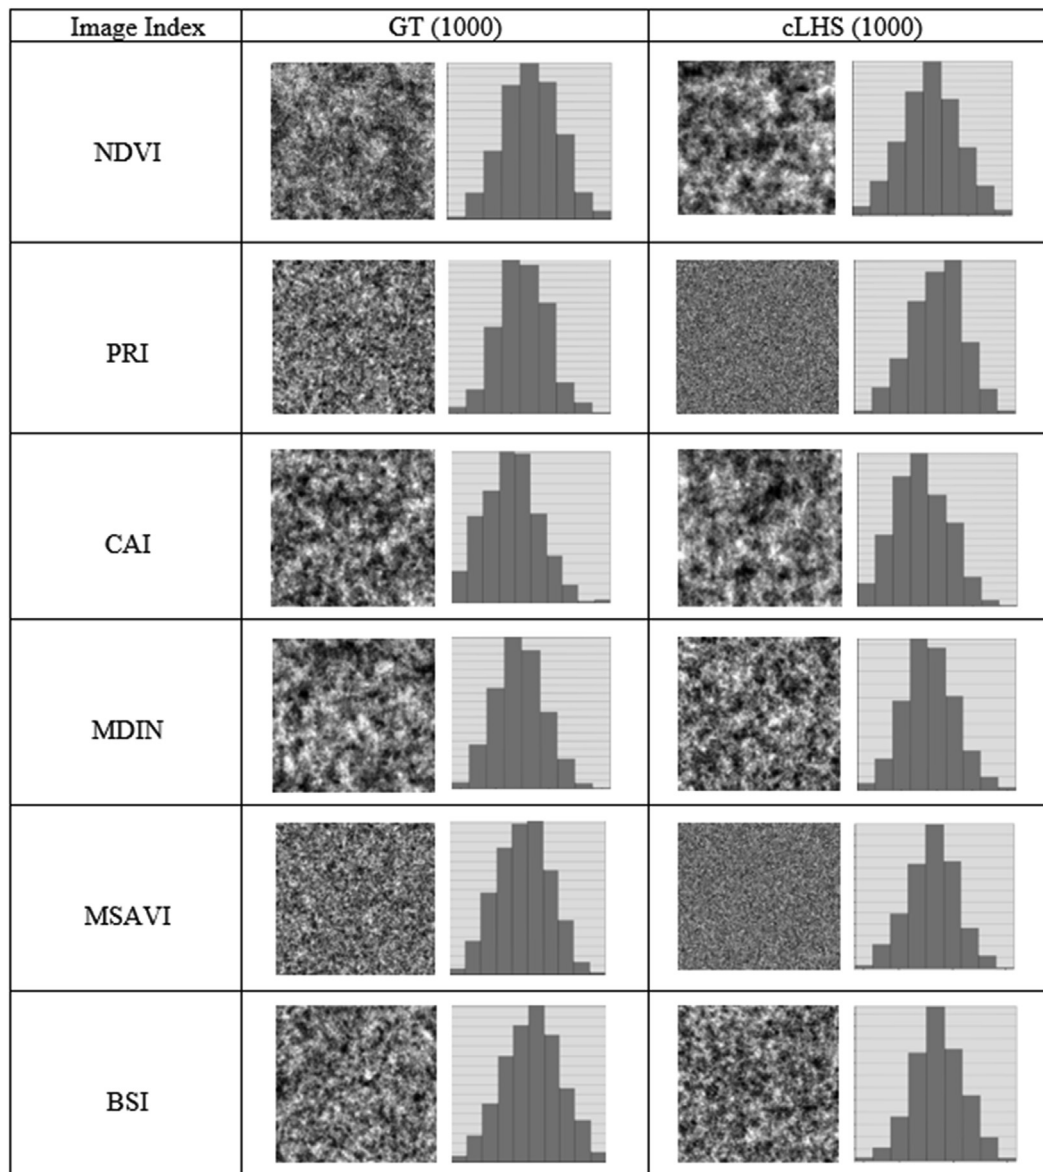 Image Index GT (1000) cLHS (1000)
NDVI
PRI
CAI
MDIN
MSAVI
BSI